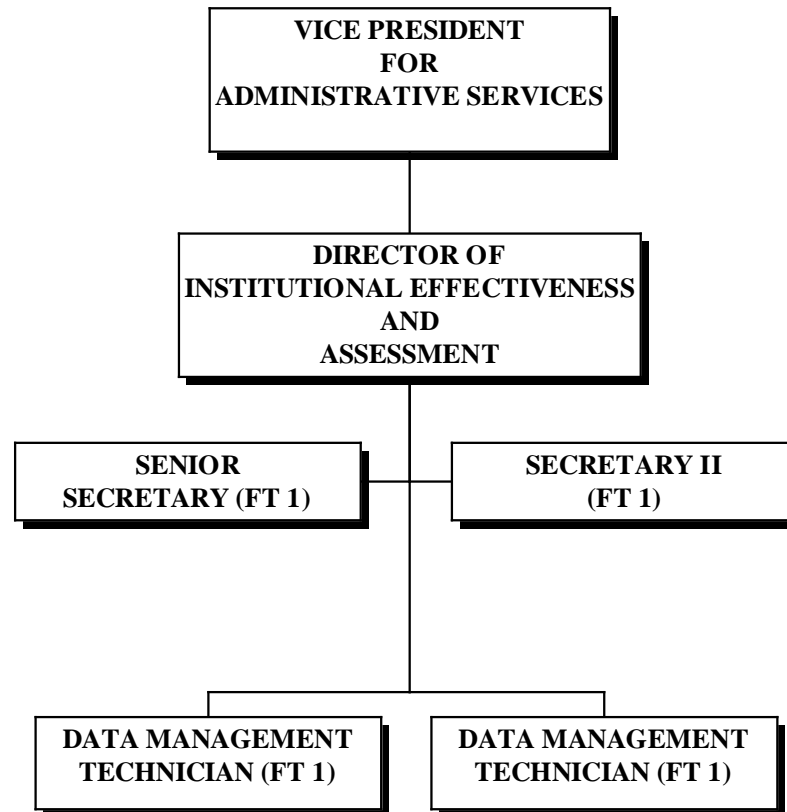 VICE PRESIDENT
FOR
ADMINISTRATIVE SERVICES
DIRECTOR OF
INSTITUTIONAL EFFECTIVENESS
AND
ASSESSMENT
SENIOR
SECRETARY (FT 1)
SECRETARY II
(FT 1)
DATA MANAGEMENT
TECHNICIAN (FT 1)
DATA MANAGEMENT
TECHNICIAN (FT 1)